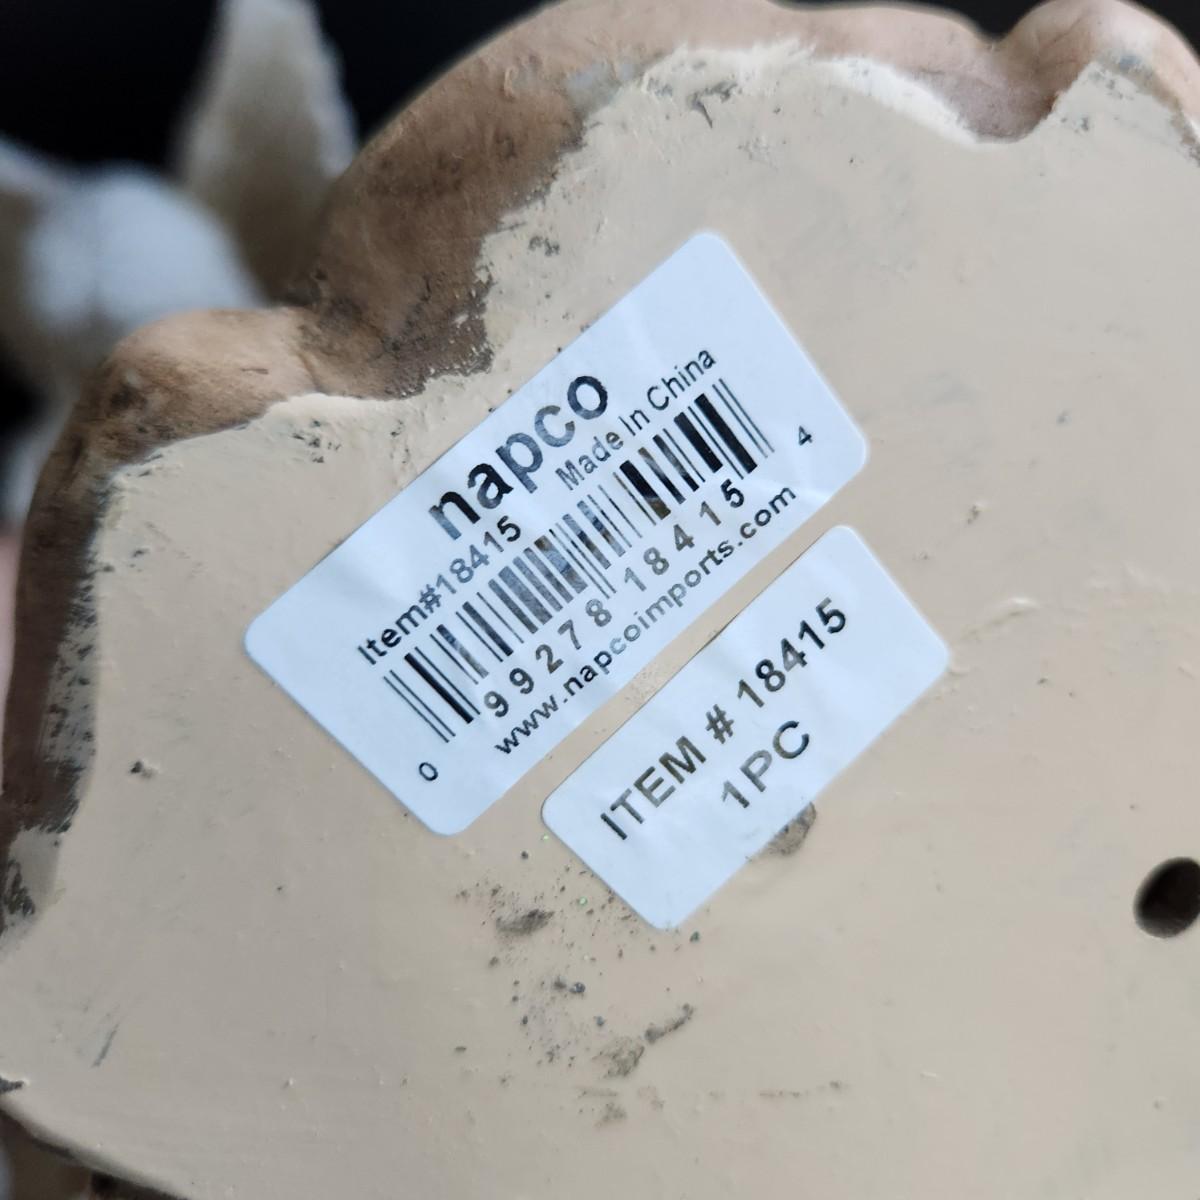 napco
Item#18415 Made In China
0 99278 18415 4
www.napcoimports.com
ITEM # 18415
1PC